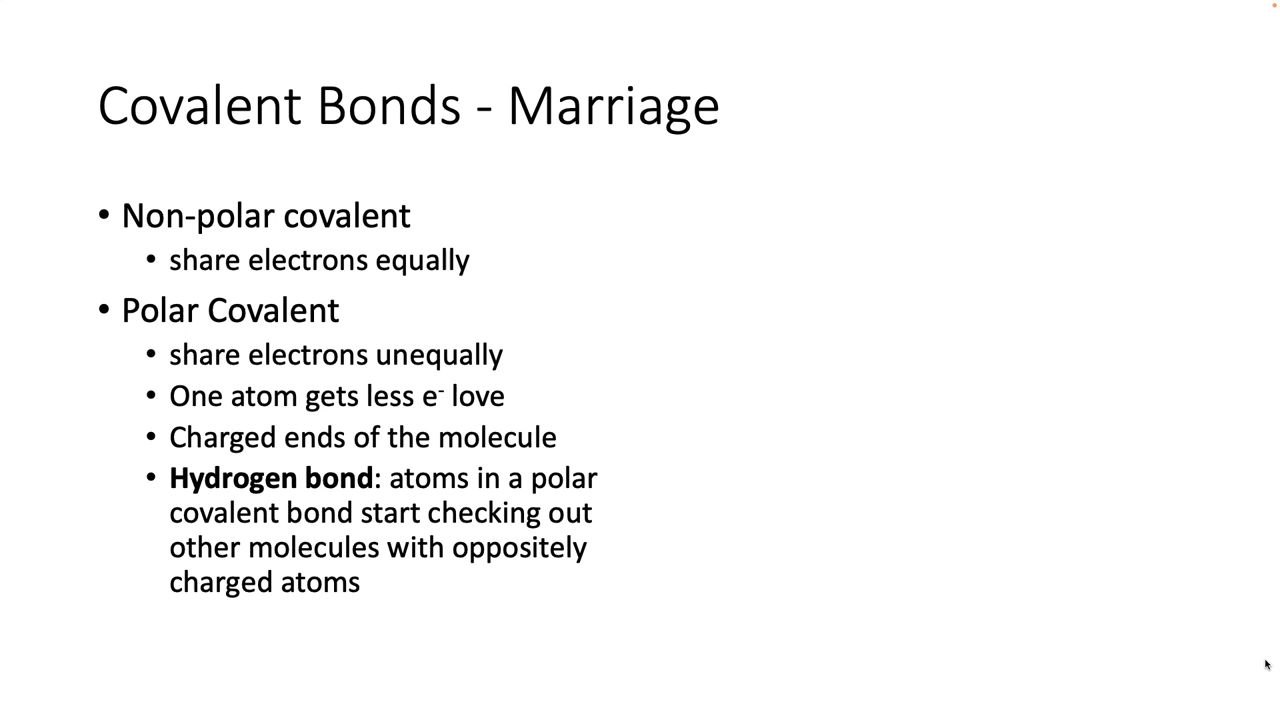 Covalent Bonds - Marriage
• Non-polar covalent
• share electrons equally
• Polar Covalent
• share electrons unequally
• One atom gets less e⁻ love
• Charged ends of the molecule
• Hydrogen bond: atoms in a polar
covalent bond start checking out
other molecules with oppositely
charged atoms